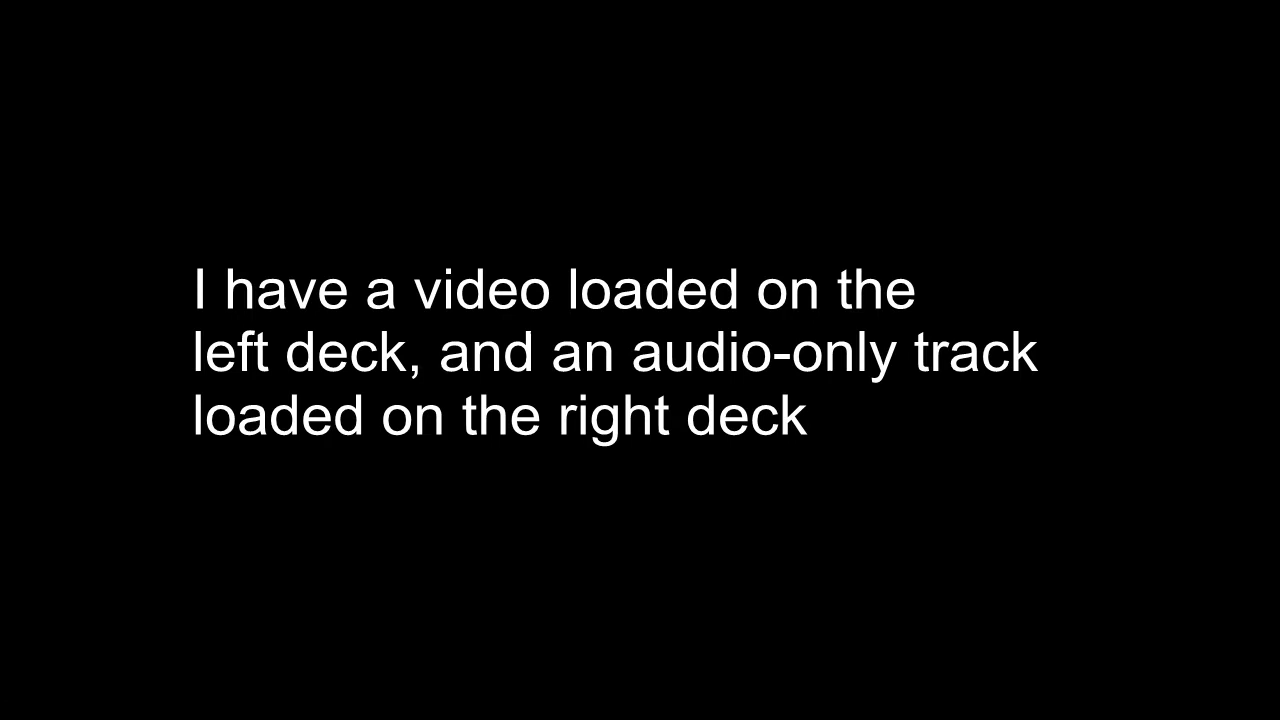 I have a video loaded on the
left deck, and an audio-only track
loaded on the right deck